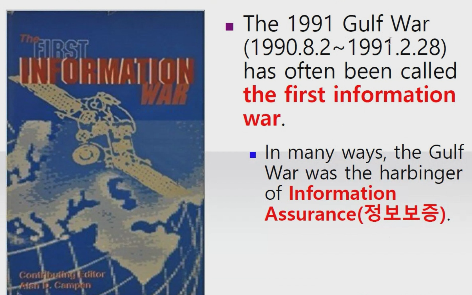 The
FIRST
INFORMATION
WAR
Contributing Editor
Alan D. Campen
The 1991 Gulf War
(1990.8.2~1991.2.28)
has often been called
the first information
war.
In many ways, the Gulf
War was the harbinger
of Information
Assurance(정보보증).